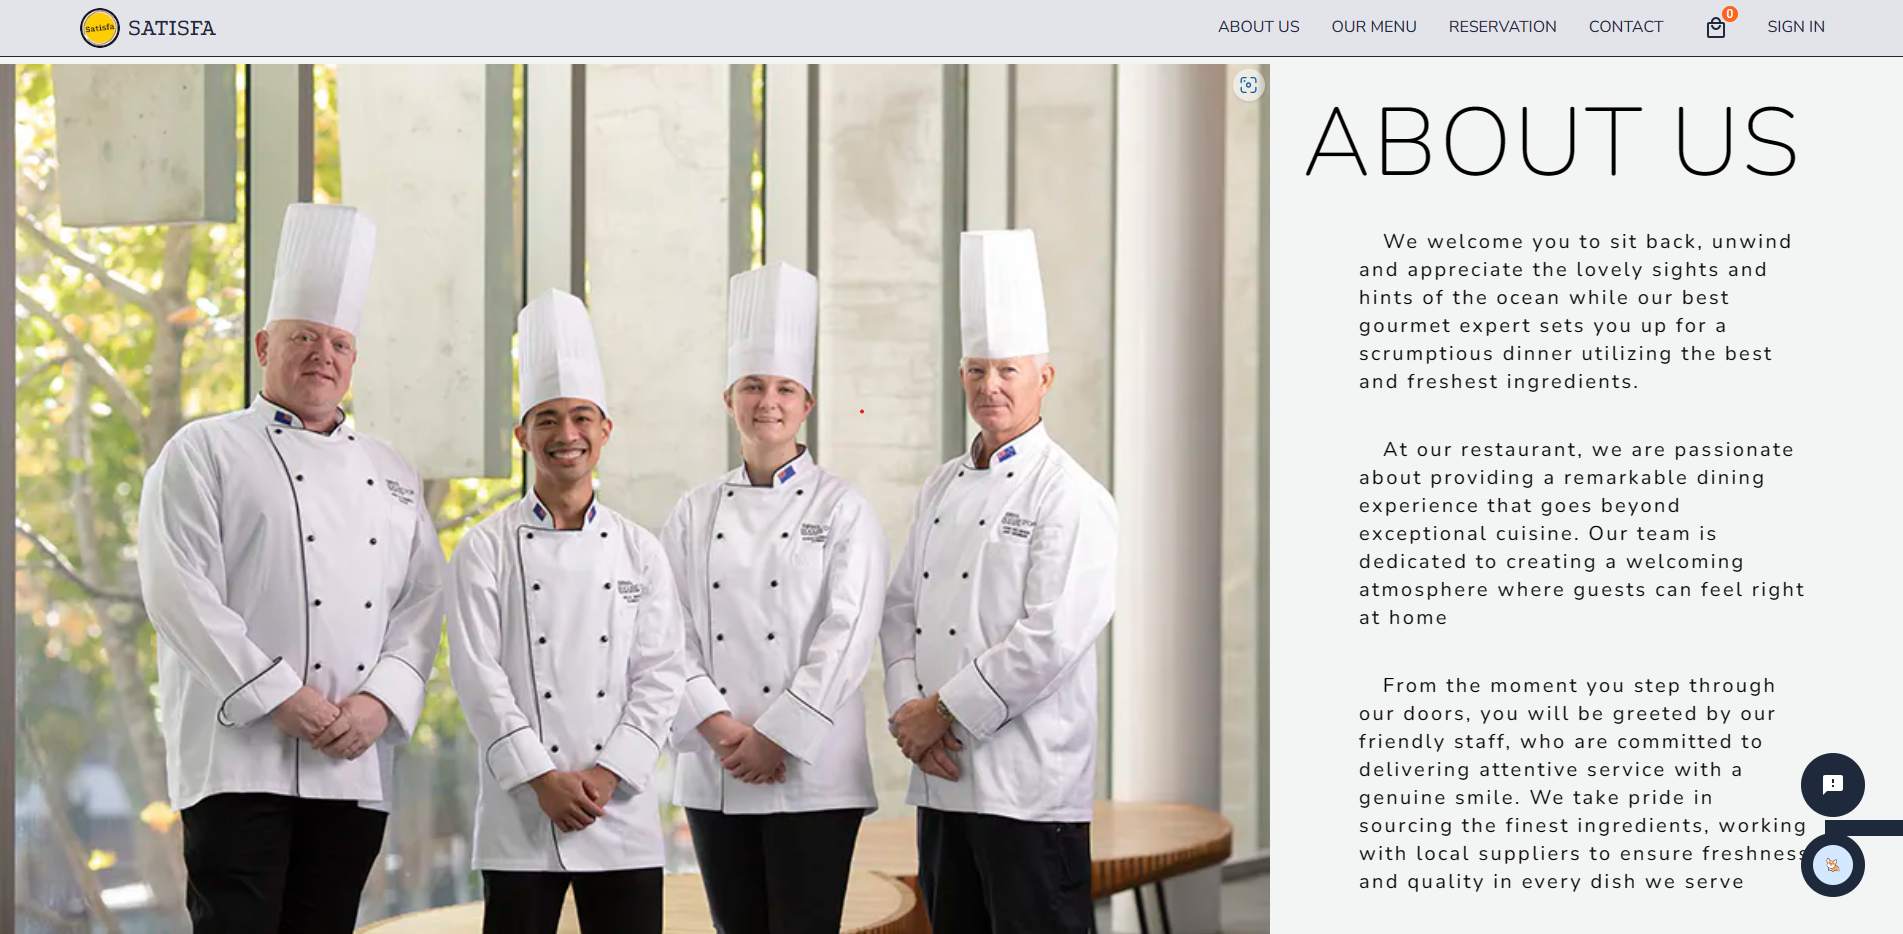 Satisfa
SATISFA
ABOUT US
OUR MENU
RESERVATION
CONTACT
0
SIGN IN
ABOUT US
We welcome you to sit back, unwind
and appreciate the lovely sights and
hints of the ocean while our best
gourmet expert sets you up for a
scrumptious dinner utilizing the best
and freshest ingredients.
At our restaurant, we are passionate
about providing a remarkable dining
experience that goes beyond
exceptional cuisine. Our team is
dedicated to creating a welcoming
atmosphere where guests can feel right
at home
From the moment you step through
our doors, you will be greeted by our
friendly staff, who are committed to
delivering attentive service with a
genuine smile. We take pride in
sourcing the finest ingredients, working
with local suppliers to ensure freshness
and quality in every dish we serve